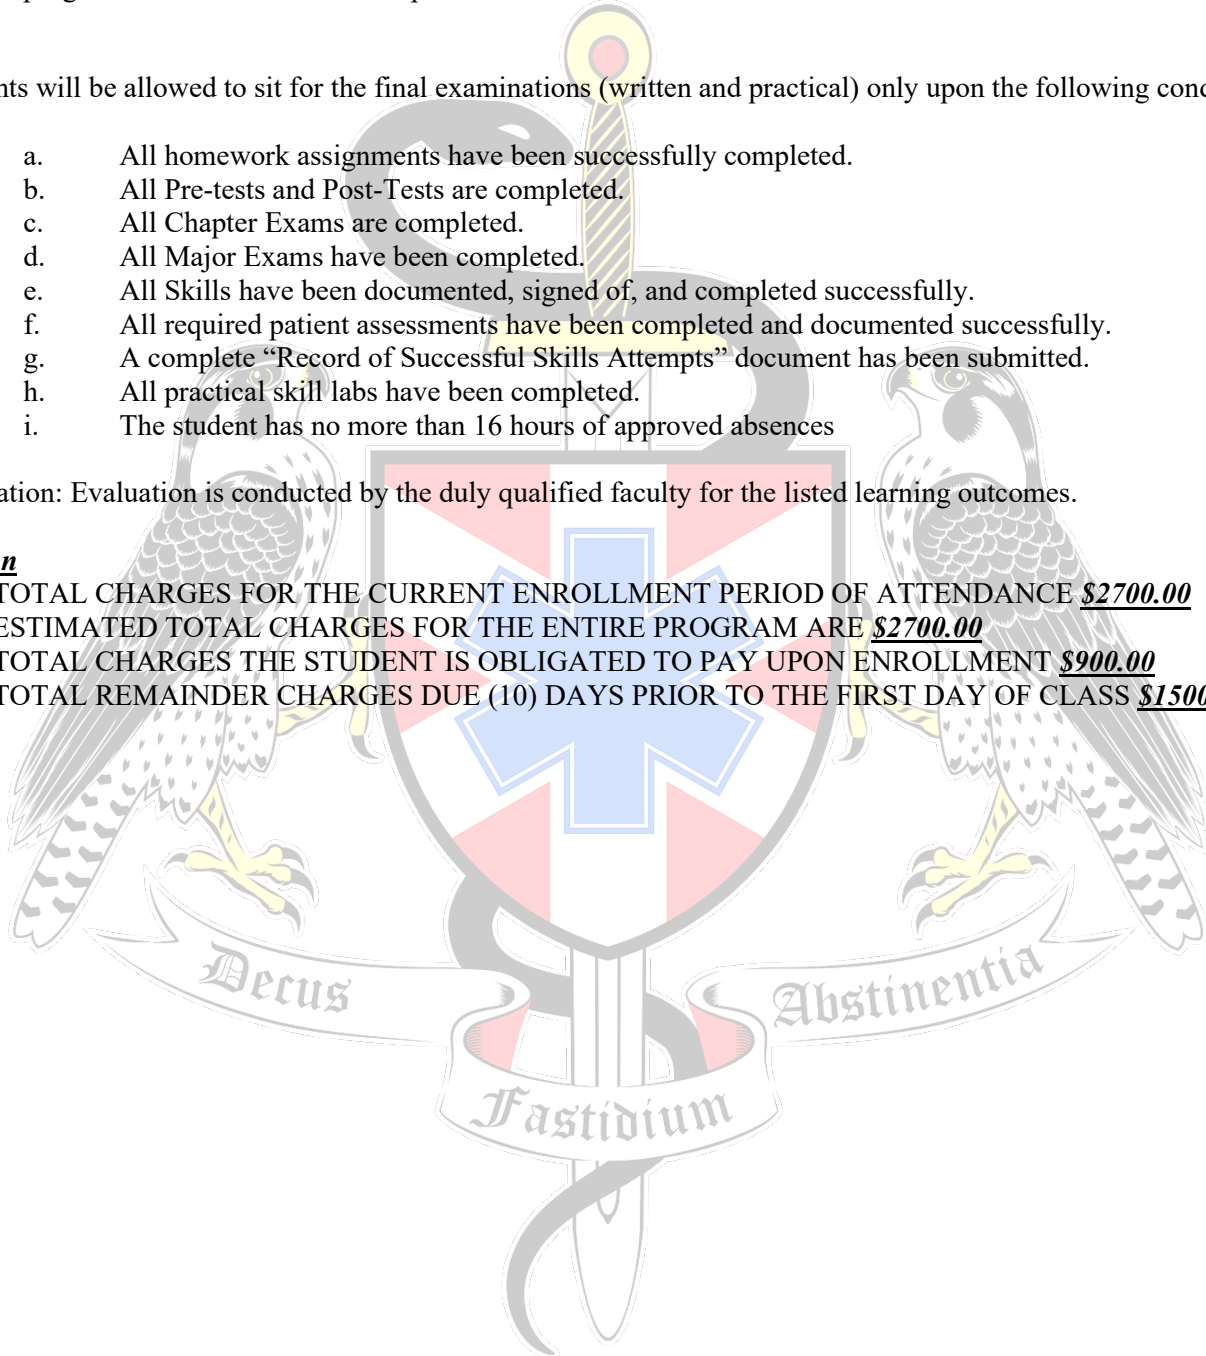 nts will be allowed to sit for the final examinations (written and practical) only upon the following cond
a. All homework assignments have been successfully completed.
b. All Pre-tests and Post-Tests are completed.
c. All Chapter Exams are completed.
d. All Major Exams have been completed.
e. All Skills have been documented, signed of, and completed successfully.
f. All required patient assessments have been completed and documented successfully.
g. A complete “Record of Successful Skills Attempts” document has been submitted.
h. All practical skill labs have been completed.
i. The student has no more than 16 hours of approved absences
ation: Evaluation is conducted by the duly qualified faculty for the listed learning outcomes.
n
TOTAL CHARGES FOR THE CURRENT ENROLLMENT PERIOD OF ATTENDANCE $2700.00
ESTIMATED TOTAL CHARGES FOR THE ENTIRE PROGRAM ARE $2700.00
TOTAL CHARGES THE STUDENT IS OBLIGATED TO PAY UPON ENROLLMENT $900.00
TOTAL REMAINDER CHARGES DUE (10) DAYS PRIOR TO THE FIRST DAY OF CLASS $1500
Decus
Abstinentia
Fastidium